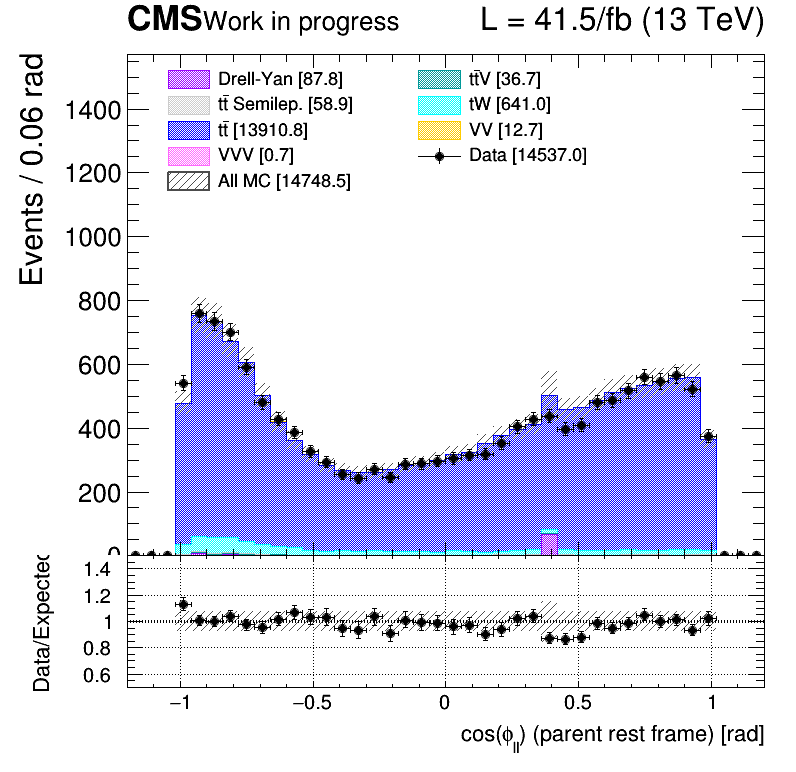 CMS Work in progress L = 41.5/fb (13 TeV)
Events / 0.06 rad
Drell-Yan [87.8]
tt̄ Semilep. [58.9]
tt̄ [13910.8]
VVV [0.7]
All MC [14748.5]
tt̄V [36.7]
tW [641.0]
VV [12.7]
Data [14537.0]
1400
1200
1000
800
600
400
200
0
Data/Expected
1.4
1.2
1
0.8
0.6
−1 −0.5 0 0.5 1
cos(ϕ_ll) (parent rest frame) [rad]